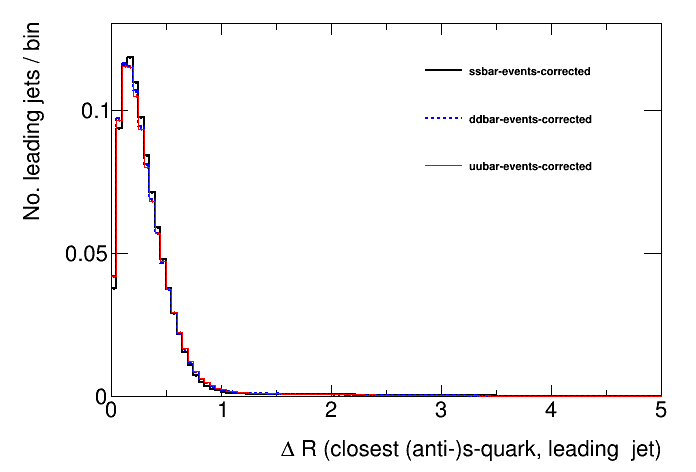 No. leading jets / bin
0.1
0.05
0
ssbar-events-corrected
ddbar-events-corrected
uubar-events-corrected
0 1 2 3 4 5
Δ R (closest (anti-)s-quark, leading jet)